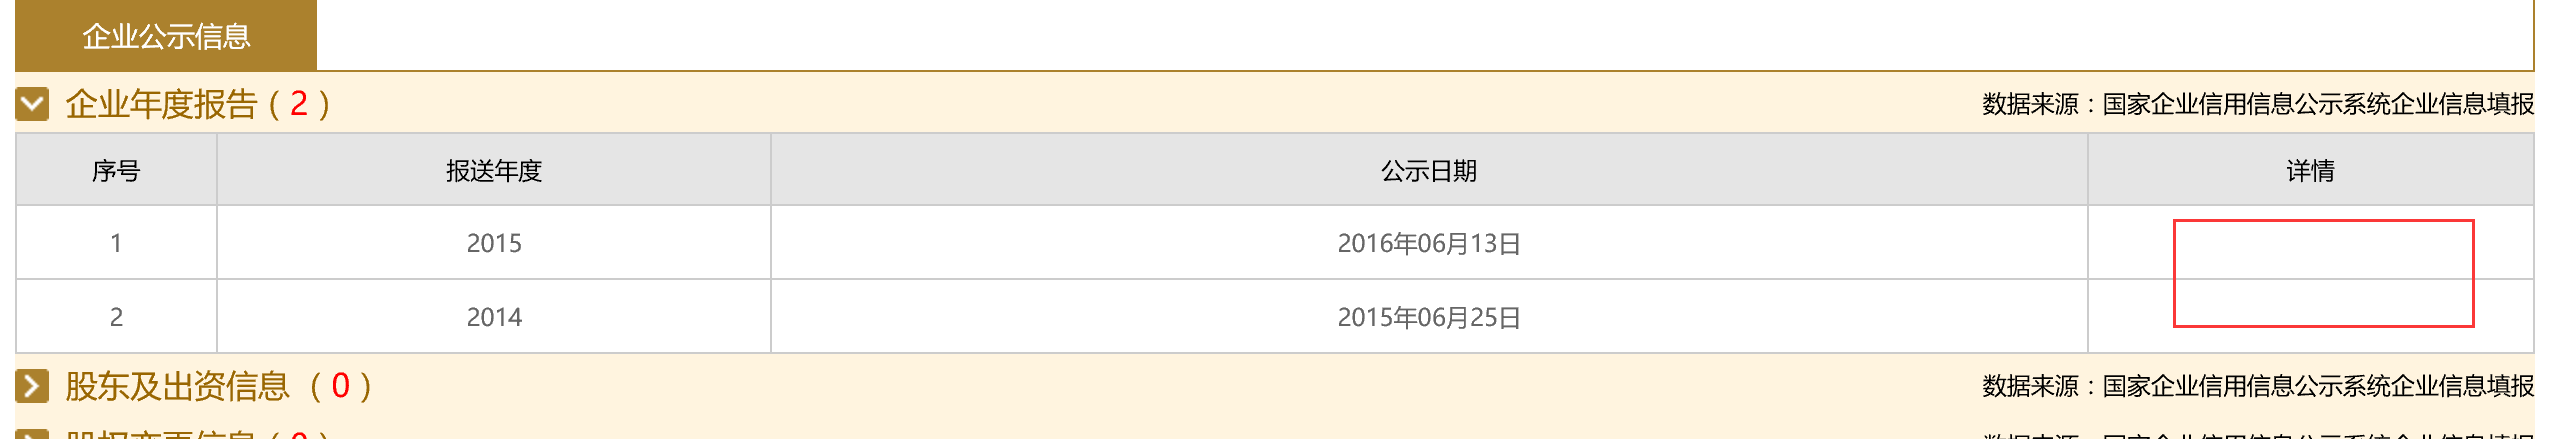 企业公示信息
企业年度报告 ( 2 ) 数据来源：国家企业信用信息公示系统企业信息填报
序号 报送年度 公示日期 详情
1 2015 2016年06月13日
2 2014 2015年06月25日
股东及出资信息 ( 0 ) 数据来源：国家企业信用信息公示系统企业信息填报